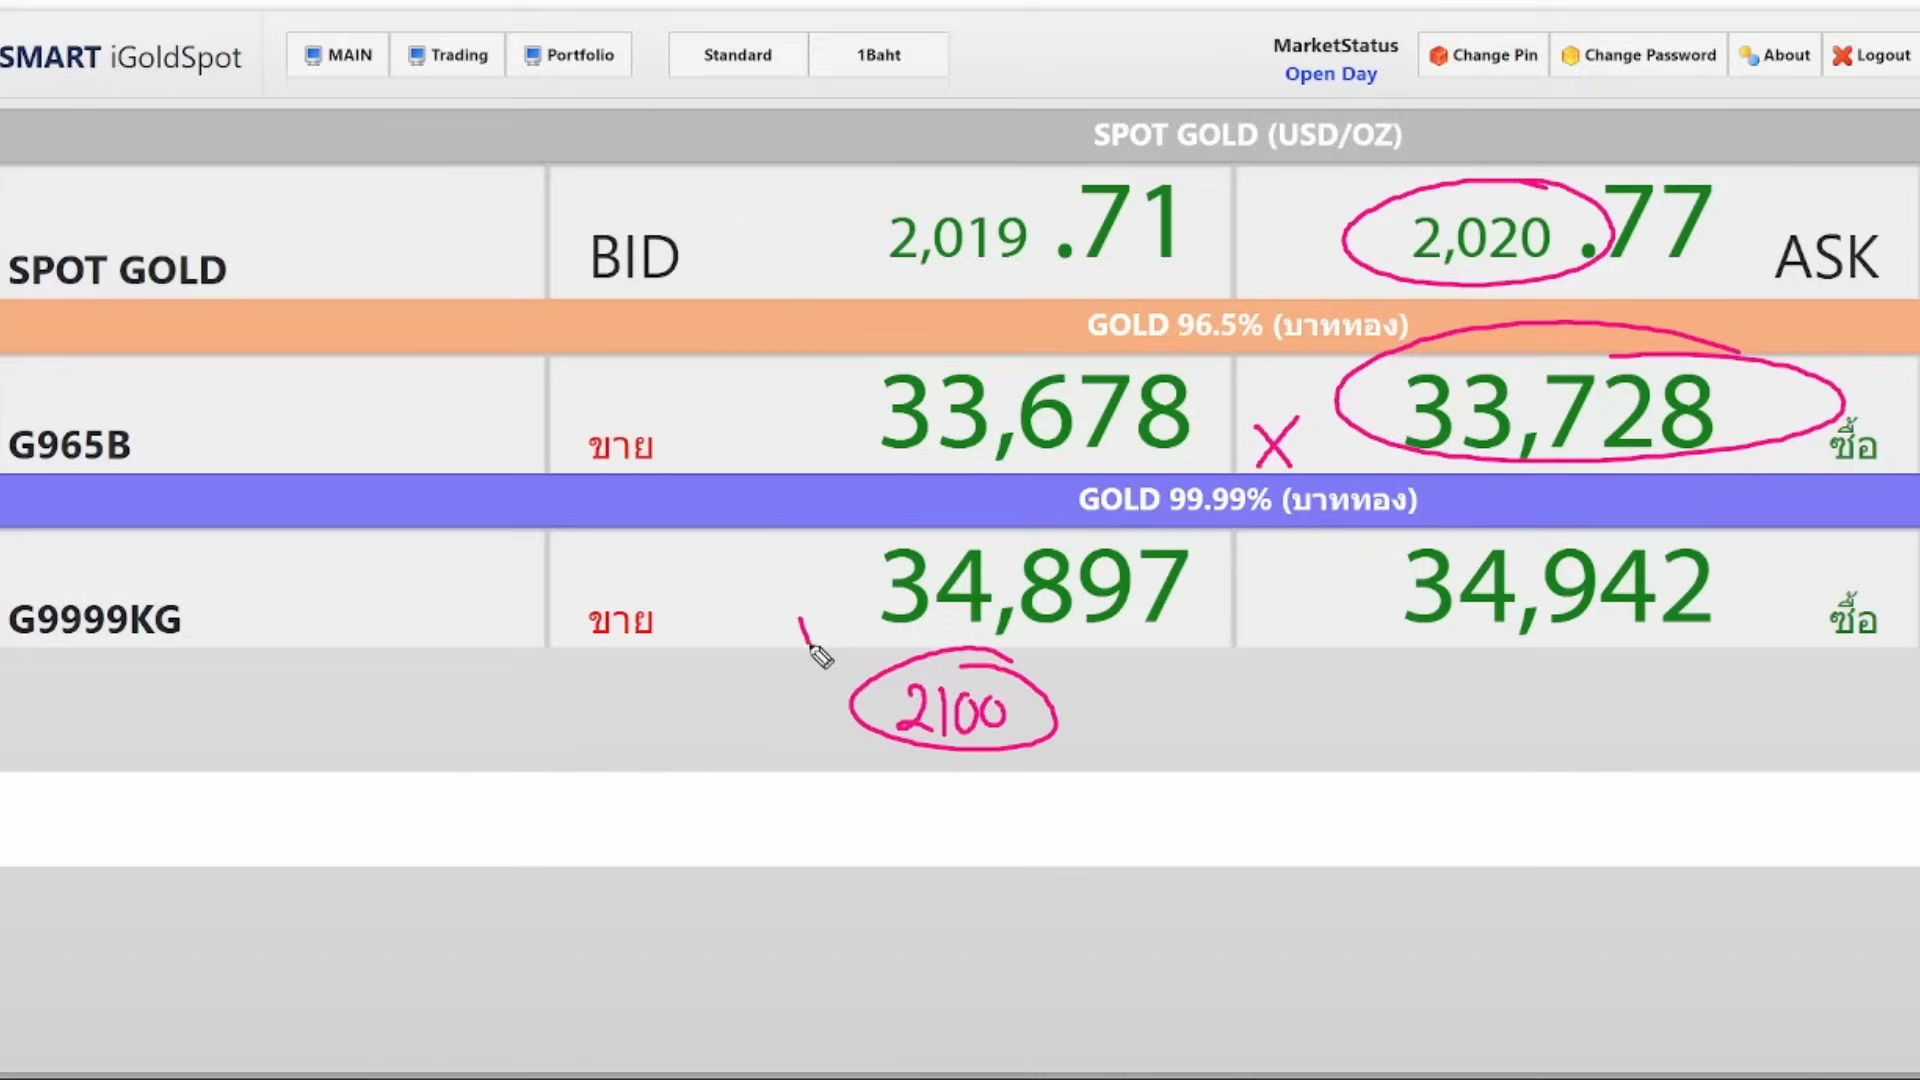 SMART iGoldSpot MAIN Trading Portfolio Standard 1Baht MarketStatus Change Pin Change Password About Logout
Open Day
SPOT GOLD (USD/OZ)
SPOT GOLD BID 2,019 .71 2,020 .77 ASK
GOLD 96.5% (บาททอง)
G965B ขาย 33,678 X 33,728 ซื้อ
GOLD 99.99% (บาททอง)
G9999KG ขาย 34,897 34,942 ซื้อ
2100